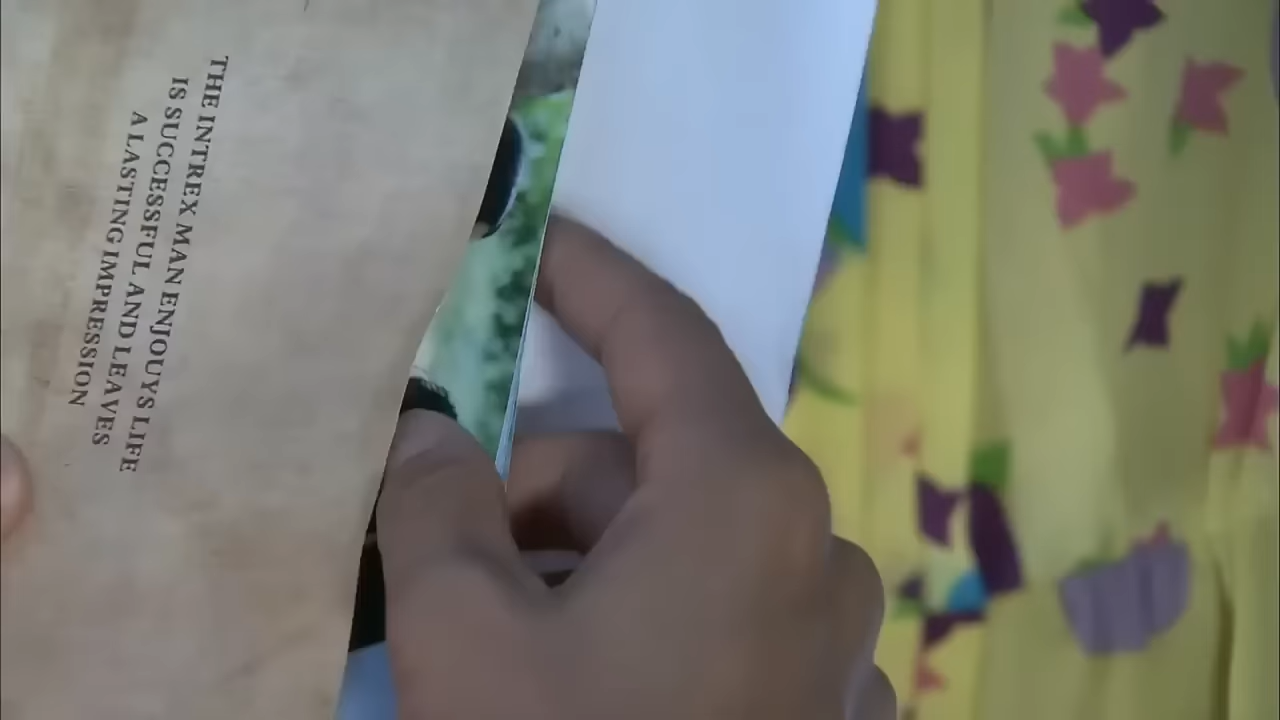 THE INTREX MAN ENJOUYS LIFE
IS SUCCESSFUL AND LEAVES
A LASTING IMPRESSION